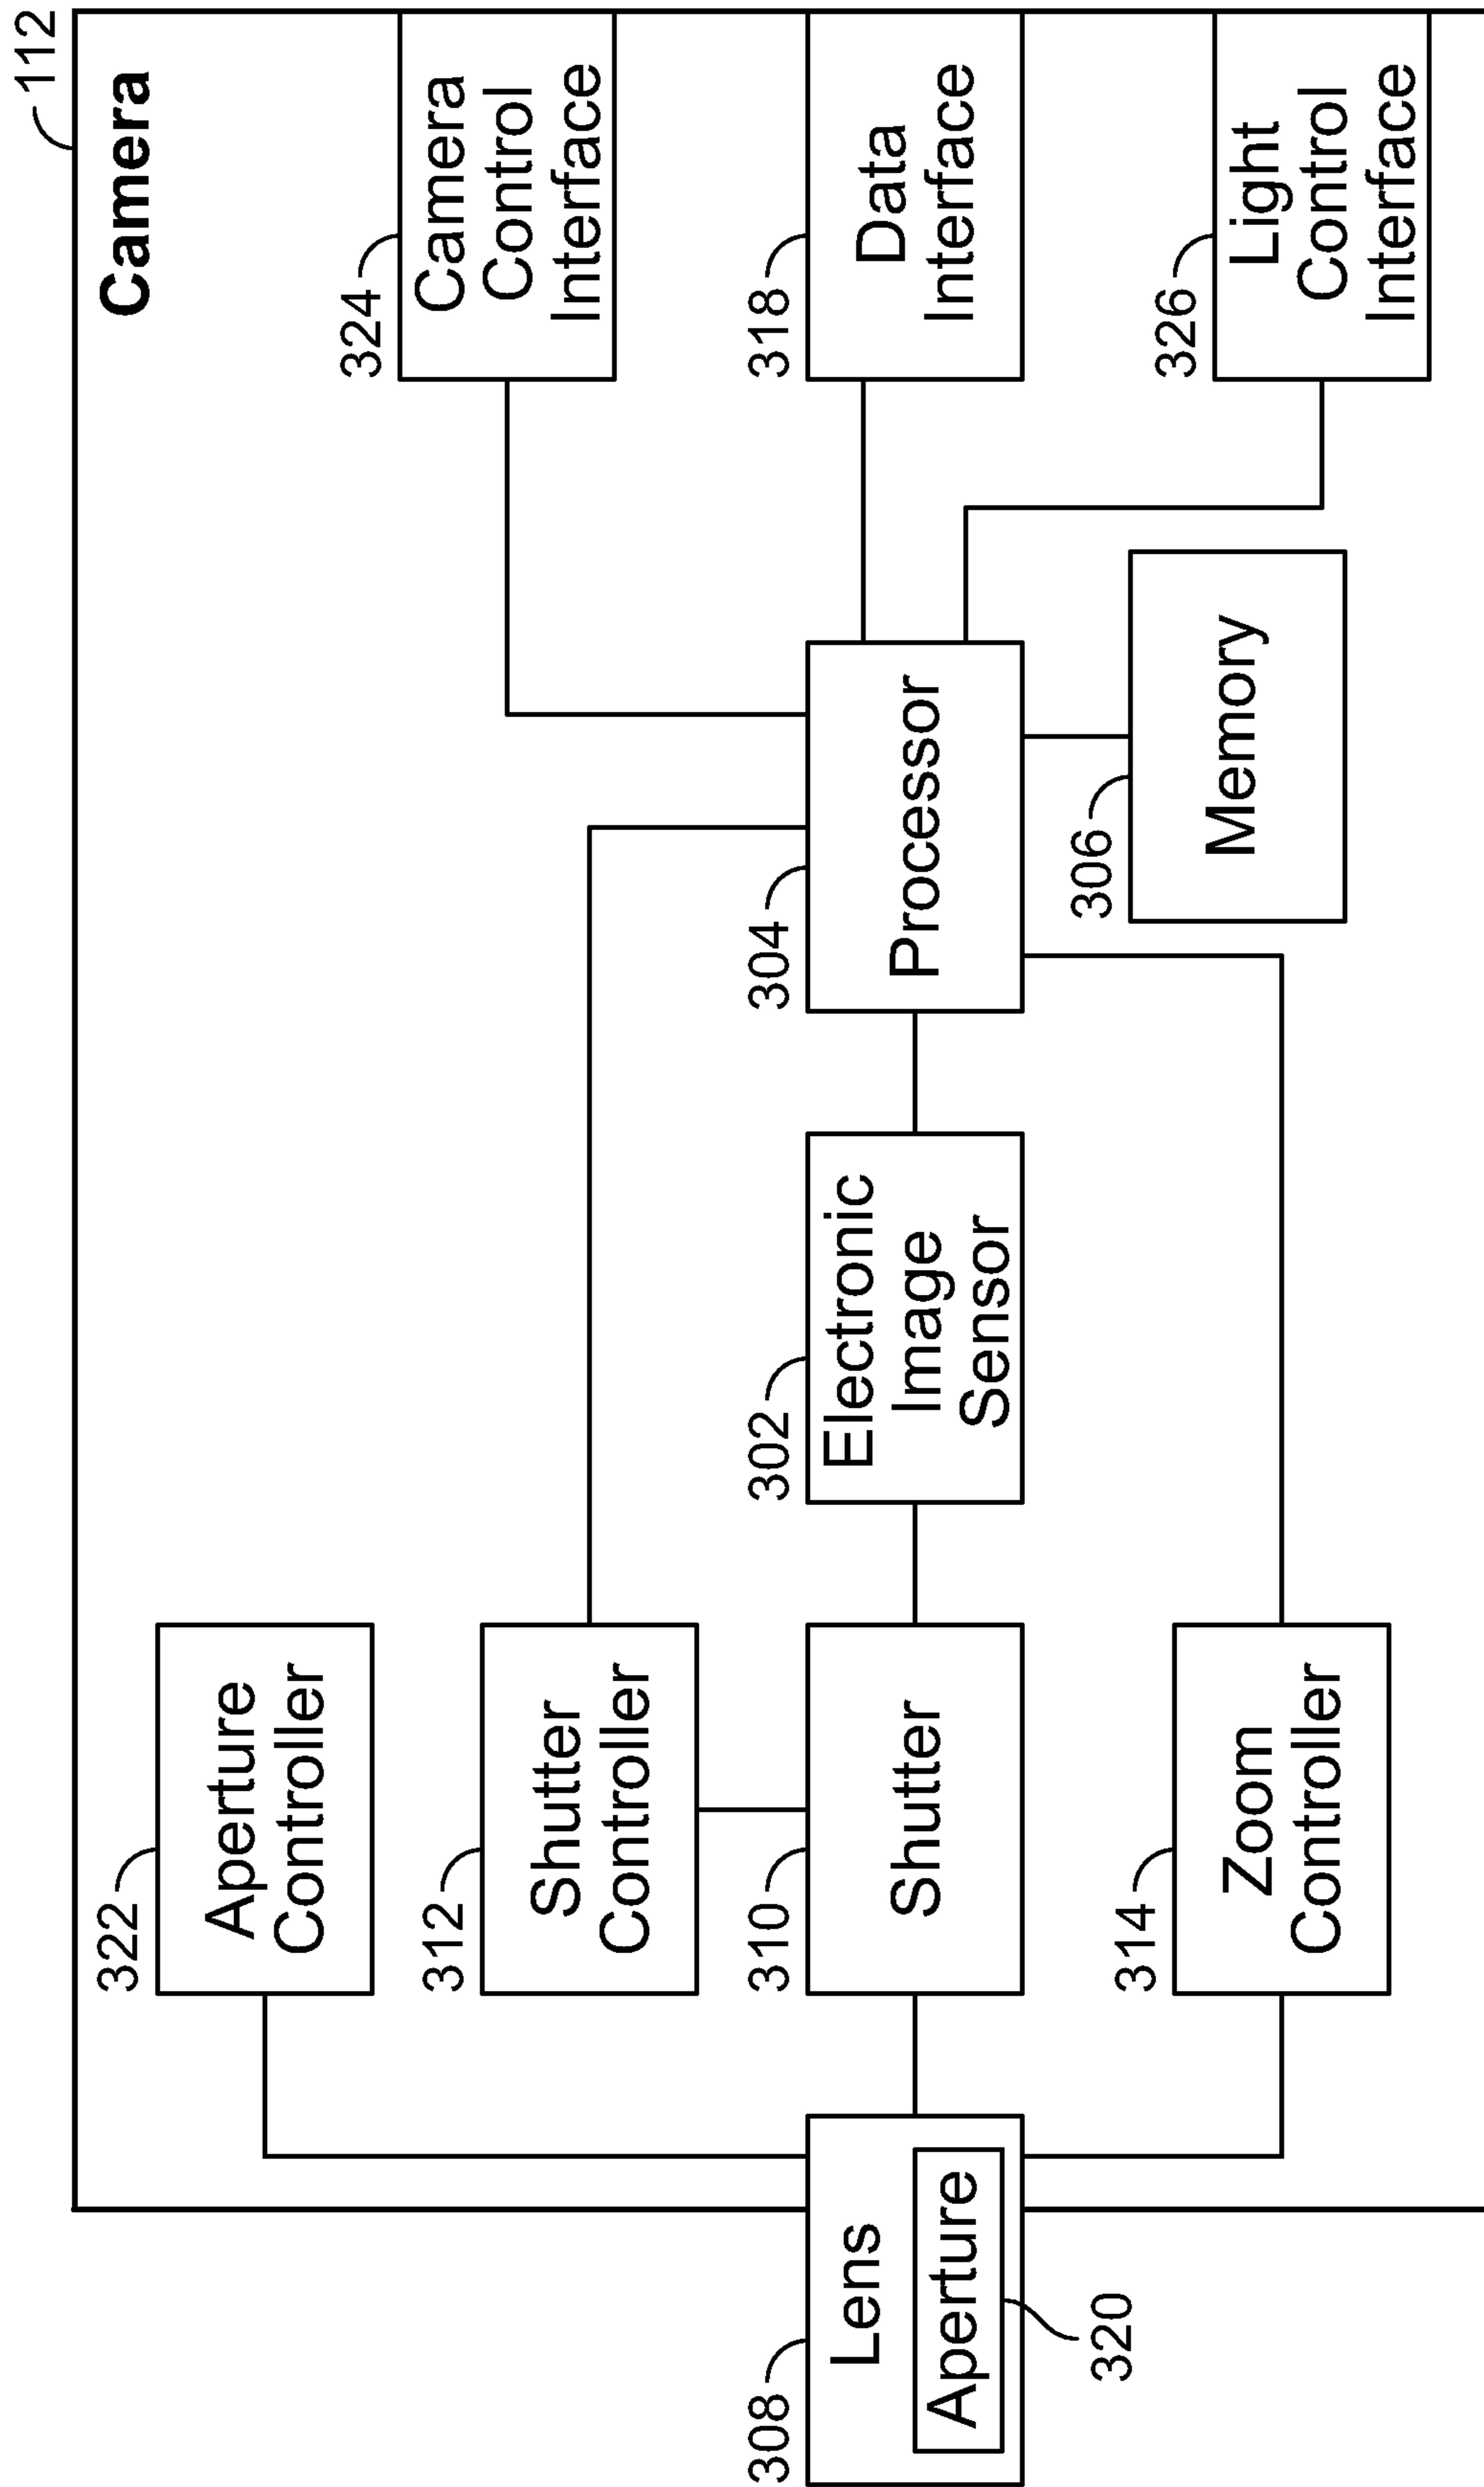 112
Camera
322
Aperture
Controller
324
Camera
Control
Interface
312
Shutter
Controller
308
Lens
Aperture
320
310
Shutter
302
Electronic
Image
Sensor
304
Processor
318
Data
Interface
314
Zoom
Controller
306
Memory
326
Light
Control
Interface